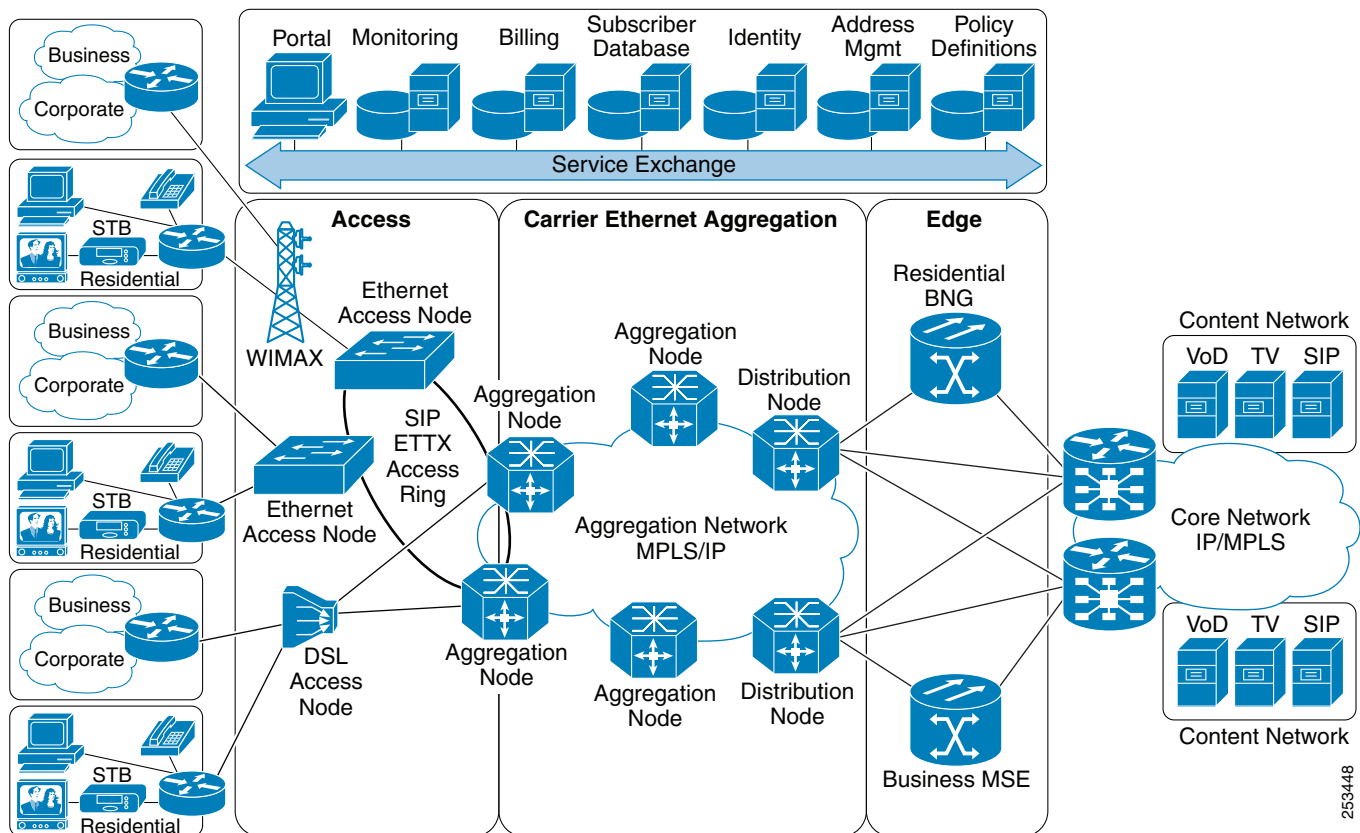 Business
Corporate
STB
Residential
Business
Corporate
STB
Residential
Business
Corporate
STB
Residential
Portal
Monitoring
Billing
Subscriber
Database
Identity
Address
Mgmt
Policy
Definitions
Service Exchange
Access
WIMAX
Ethernet
Access Node
SIP
ETTX
Access
Ring
Ethernet
Access Node
DSL
Access
Node
Carrier Ethernet Aggregation
Aggregation
Node
Aggregation
Node
Distribution
Node
Aggregation Network
MPLS/IP
Aggregation
Node
Aggregation
Node
Distribution
Node
Edge
Residential
BNG
Business MSE
Content Network
VoD
TV
SIP
Core Network
IP/MPLS
VoD
TV
SIP
Content Network
253448